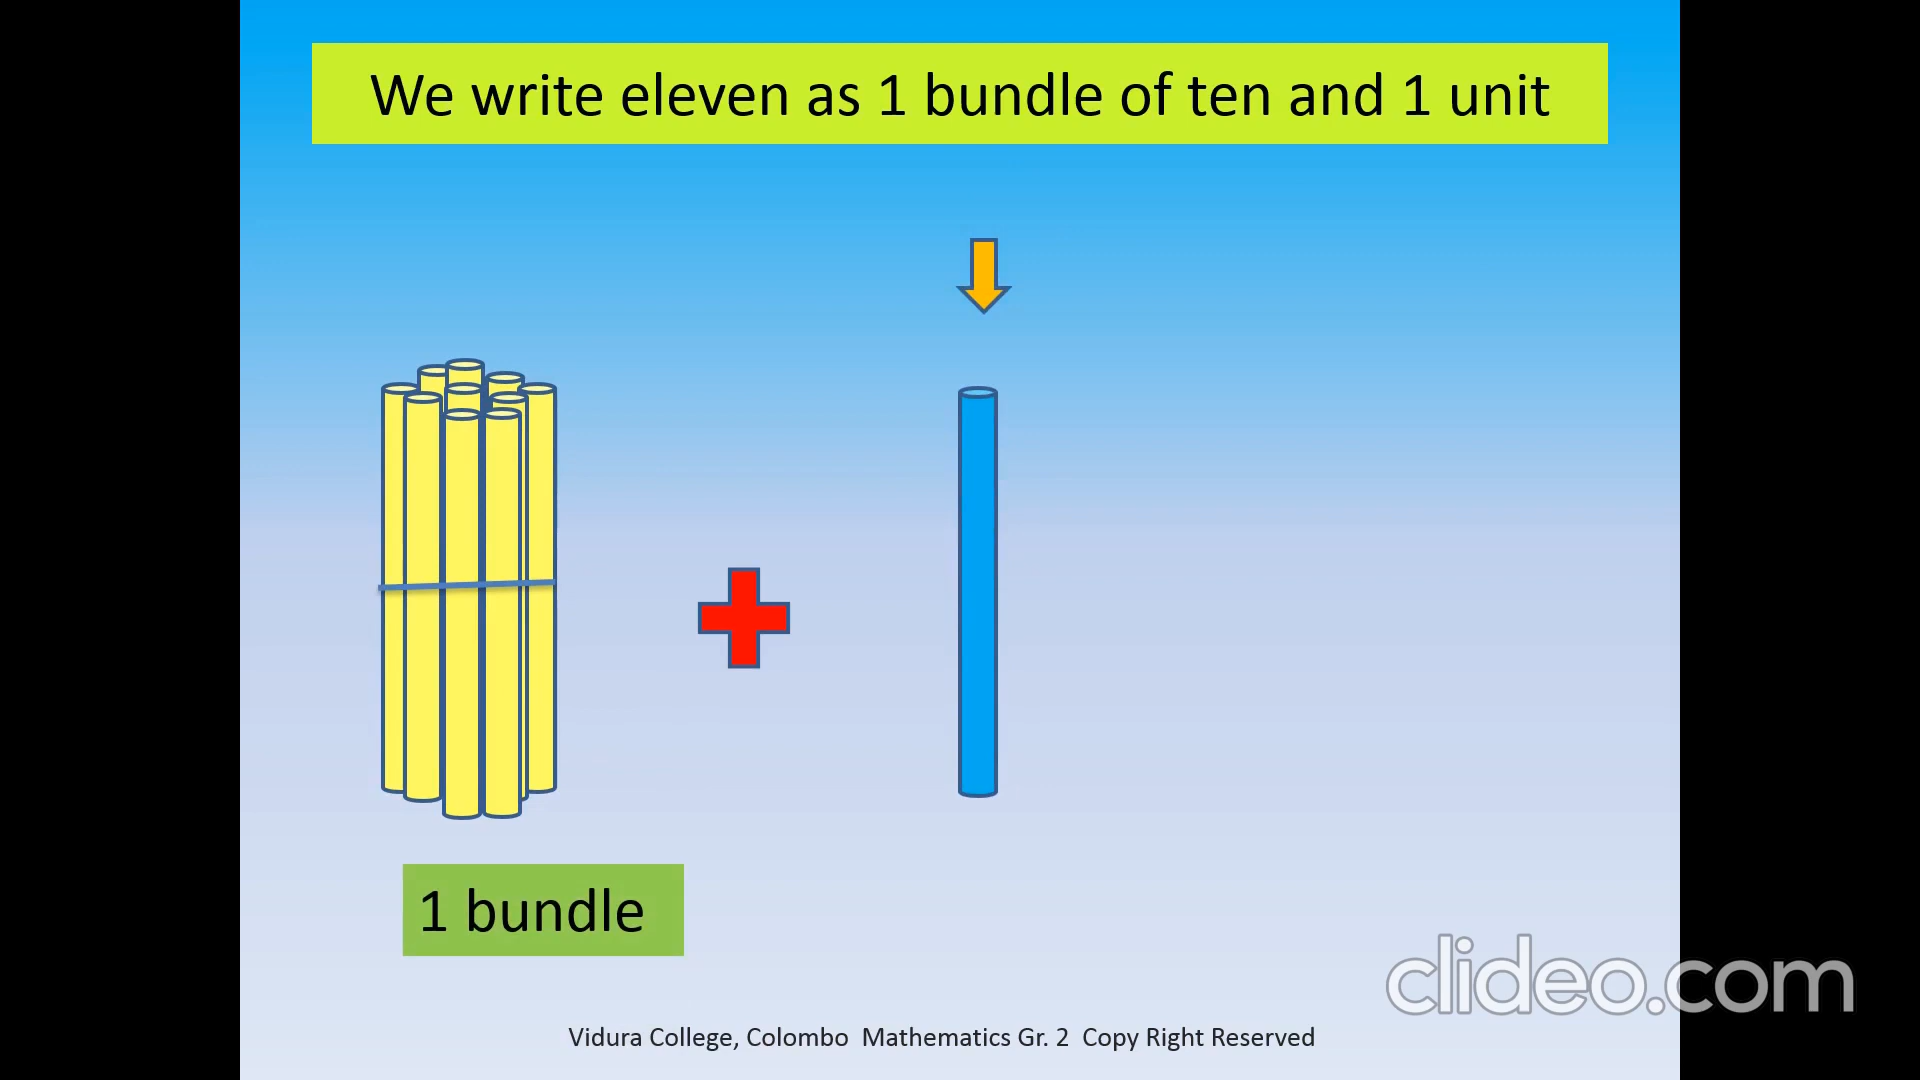 We write eleven as 1 bundle of ten and 1 unit
1 bundle
clideo.com
Vidura College, Colombo  Mathematics Gr. 2  Copy Right Reserved